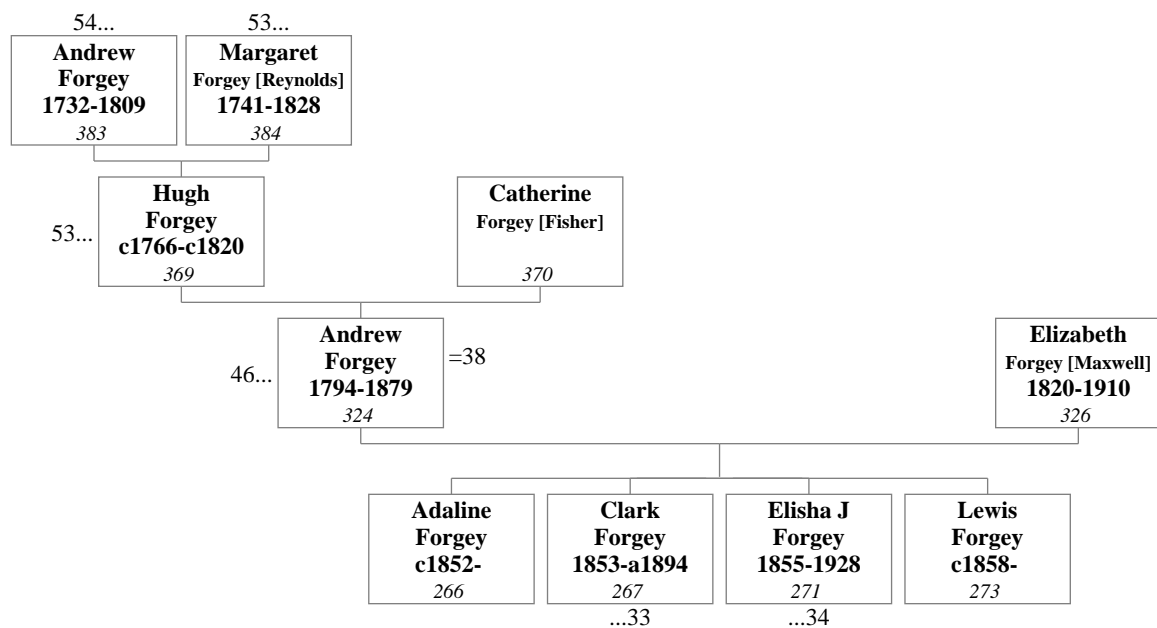 54...
53...
Andrew
Forgey
1732-1809
383
Margaret
Forgey [Reynolds]
1741-1828
384
53...
Hugh
Forgey
c1766-c1820
369
Catherine
Forgey [Fisher]
370
46...
Andrew
Forgey
1794-1879
324
=38
Elizabeth
Forgey [Maxwell]
1820-1910
326
Adaline
Forgey
c1852-
266
Clark
Forgey
1853-a1894
267
...33
Elisha J
Forgey
1855-1928
271
...34
Lewis
Forgey
c1858-
273